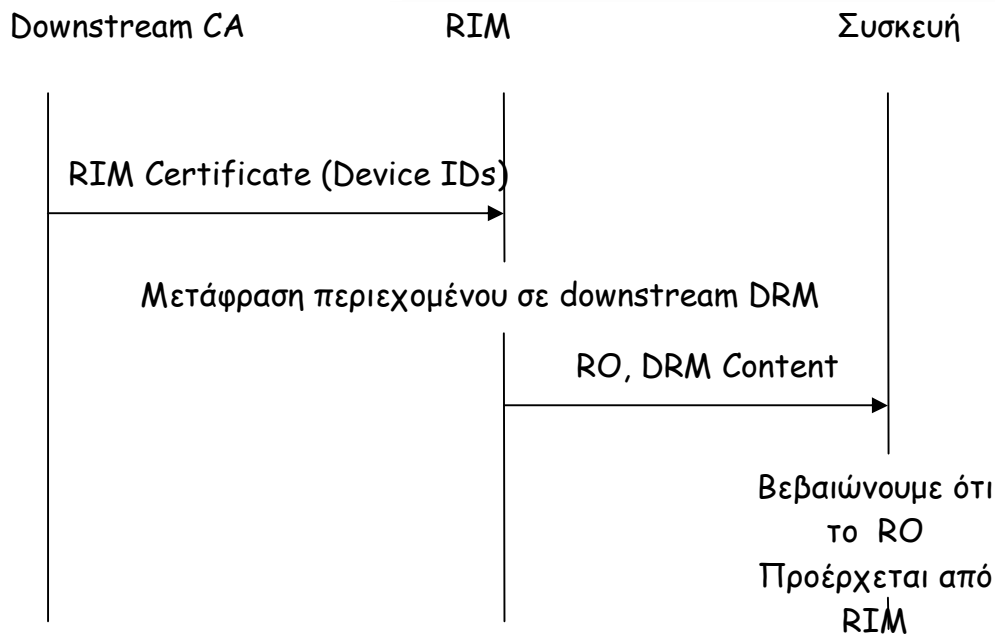 Downstream CA RIM Συσκευή
RIM Certificate (Device IDs)
Μετάφραση περιεχομένου σε downstream DRM
RO, DRM Content
Βεβαιώνουμε ότι
το RO
Προέρχεται από
RIM